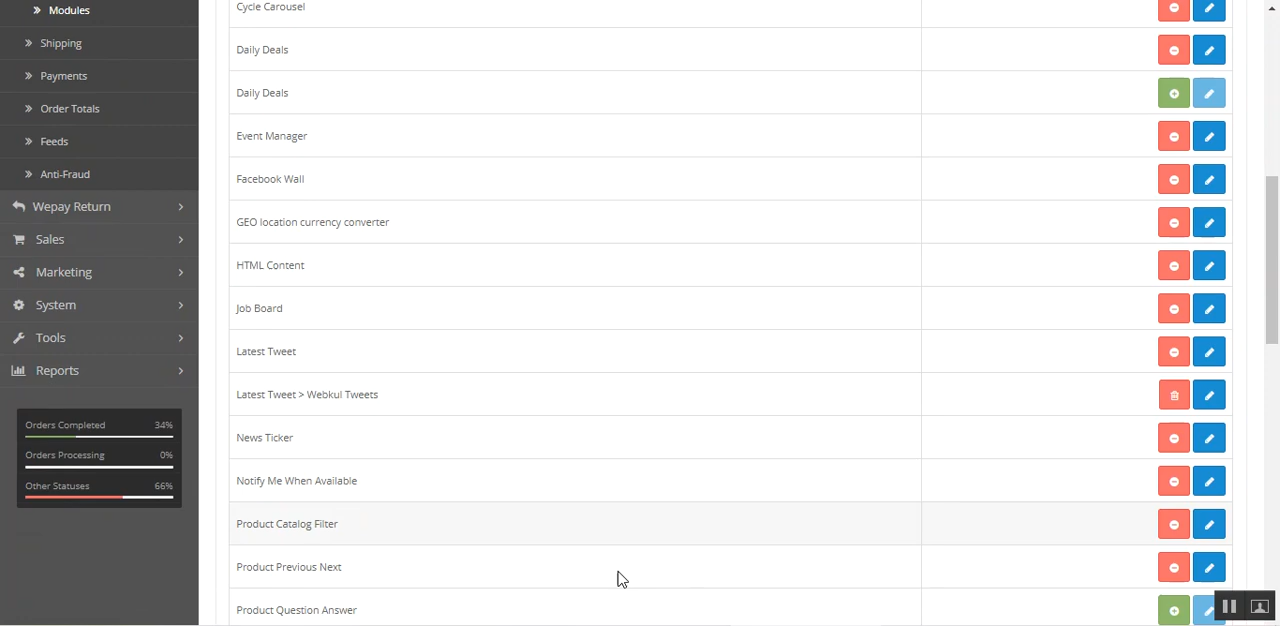 Modules
Shipping
Payments
Order Totals
Feeds
Anti-Fraud
Wepay Return
Sales
Marketing
System
Tools
Reports
Orders Completed 34%
Orders Processing 0%
Other Statuses 66%
Cycle Carousel
Daily Deals
Daily Deals
Event Manager
Facebook Wall
GEO location currency converter
HTML Content
Job Board
Latest Tweet
Latest Tweet > Webkul Tweets
News Ticker
Notify Me When Available
Product Catalog Filter
Product Previous Next
Product Question Answer